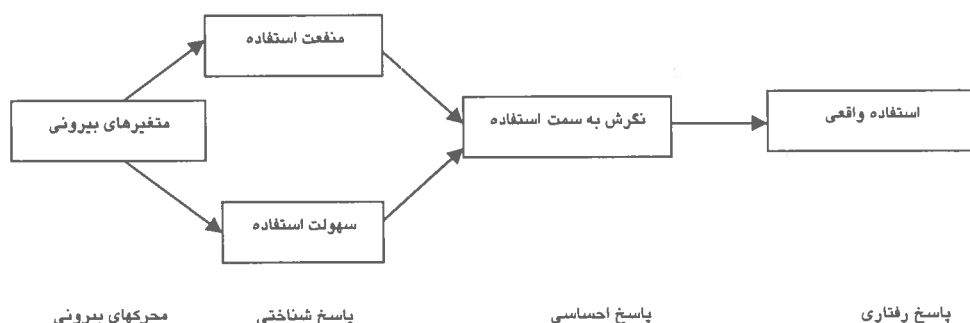 منفعت استفاده
متغیرهای بیرونی
نگرش به سمت استفاده
استفاده واقعی
سهولت استفاده
محرکهای بیرونی
پاسخ شناختی
پاسخ احساسی
پاسخ رفتاری